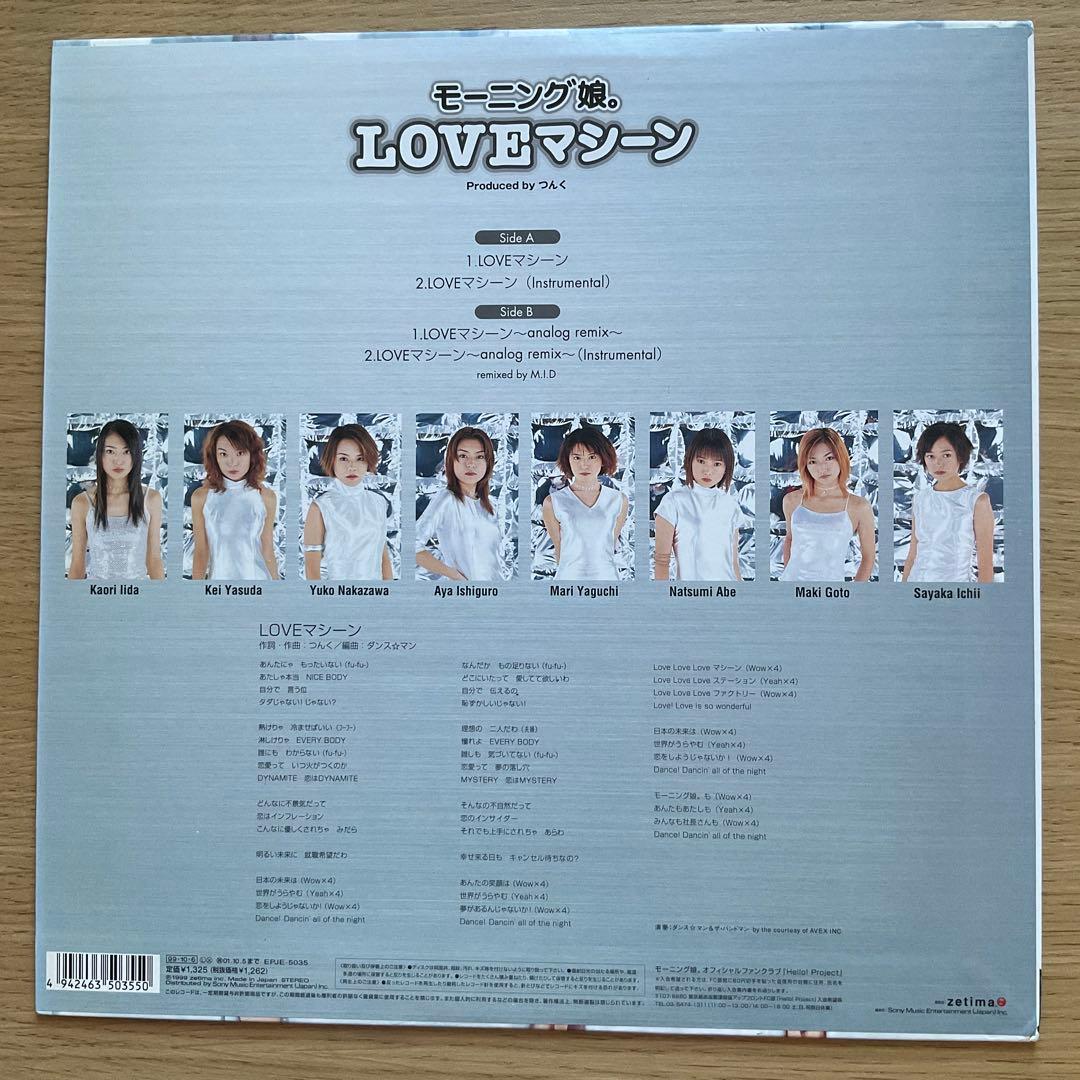 モーニング娘。
LOVEマシーン
Produced by つんく
Side A
1.LOVEマシーン
2.LOVEマシーン（Instrumental）
Side B
1.LOVEマシーン〜analog remix〜
2.LOVEマシーン〜analog remix〜（Instrumental）
remixed by M.I.D
Kaori Iida
Kei Yasuda
Yuko Nakazawa
Aya Ishiguro
Mari Yaguchi
Natsumi Abe
Maki Goto
Sayaka Ichii
LOVEマシーン
作詞・作曲：つんく／編曲：ダンス☆マン
あんたにゃ もったいない (fu-fu-)
あたしゃ本当 NICE BODY
自分で 言う位
タダじゃない! じゃない?
熱けりゃ 冷ませばいい (フーフー)
淋しけりゃ EVERY BODY
誰にも わからない (fu-fu-)
恋愛って いつ火がつくのか
DYNAMITE 恋はDYNAMITE
どんなに不景気だって
恋はインフレーション
こんなに優しくされちゃ みだら
明るい未来に 就職希望だわ
日本の未来は (Wow×4)
世界がうらやむ (Yeah×4)
恋をしようじゃないか! (Wow×4)
Dance! Dancin' all of the night
なんだか もの足りない (fu-fu-)
どこにいたって 愛してて欲しいわ
自分で 伝えるの。
恥ずかしいじゃない!
理想の 二人だわ (夫婦)
憧れよ EVERY BODY
誰しも 気づいてない (fu-fu-)
恋愛って 夢の落し穴
MYSTERY 恋はMYSTERY
そんなの不自然だって
恋のインサイダー
それでも上手にされちゃ あらわ
幸せ来る日も キャンセル待ちなの?
あんたの笑顔は (Wow×4)
世界がうらやむ (Yeah×4)
夢があるんじゃないか! (Wow×4)
Dance! Dancin' all of the night
Love Love Love マシーン (Wow×4)
Love Love Love ステーション (Yeah×4)
Love Love Love ファクトリー (Wow×4)
Love! Love is so wonderful
日本の未来は (Wow×4)
世界がうらやむ (Yeah×4)
恋をしようじゃないか! (Wow×4)
Dance! Dancin' all of the night
モーニング娘。も (Wow×4)
あんたもあたしも (Yeah×4)
みんなも社長さんも (Wow×4)
Dance! Dancin' all of the night
演奏：ダンス☆マン&ザ・バンドマン by the courtesy of AVEX INC.
4 942463 503550
99・10・6 01.10.5まで EPJE-5035
定価¥1,325 (税抜価格¥1,262)
℗©1999 zetima inc. Made in Japan STEREO
Distributed by Sony Music Entertainment (Japan) Inc.
モーニング娘。オフィシャルファンクラブ「Hello! Project」
zetima
Sony Music Entertainment (Japan) Inc.